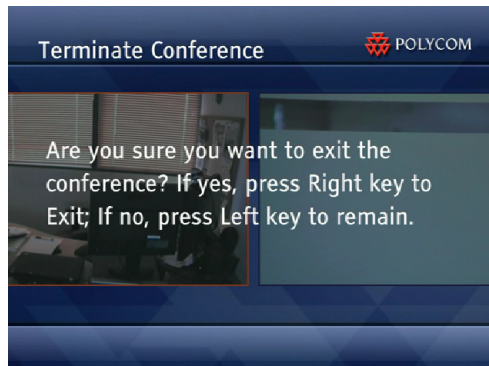 Terminate Conference
POLYCOM
Are you sure you want to exit the
conference? If yes, press Right key to
Exit; If no, press Left key to remain.